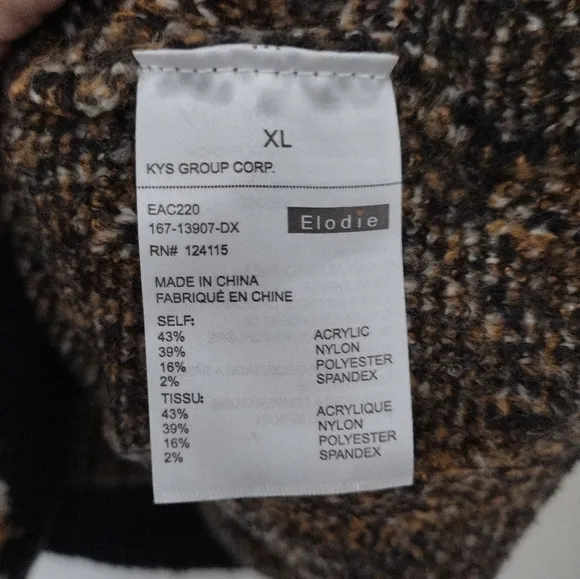 XL
KYS GROUP CORP.
EAC220
167-13907-DX
Elodie
RN# 124115
MADE IN CHINA
FABRIQUÉ EN CHINE
SELF:
43% ACRYLIC
39% NYLON
16% POLYESTER
2% SPANDEX
TISSU:
43% ACRYLIQUE
39% NYLON
16% POLYESTER
2% SPANDEX